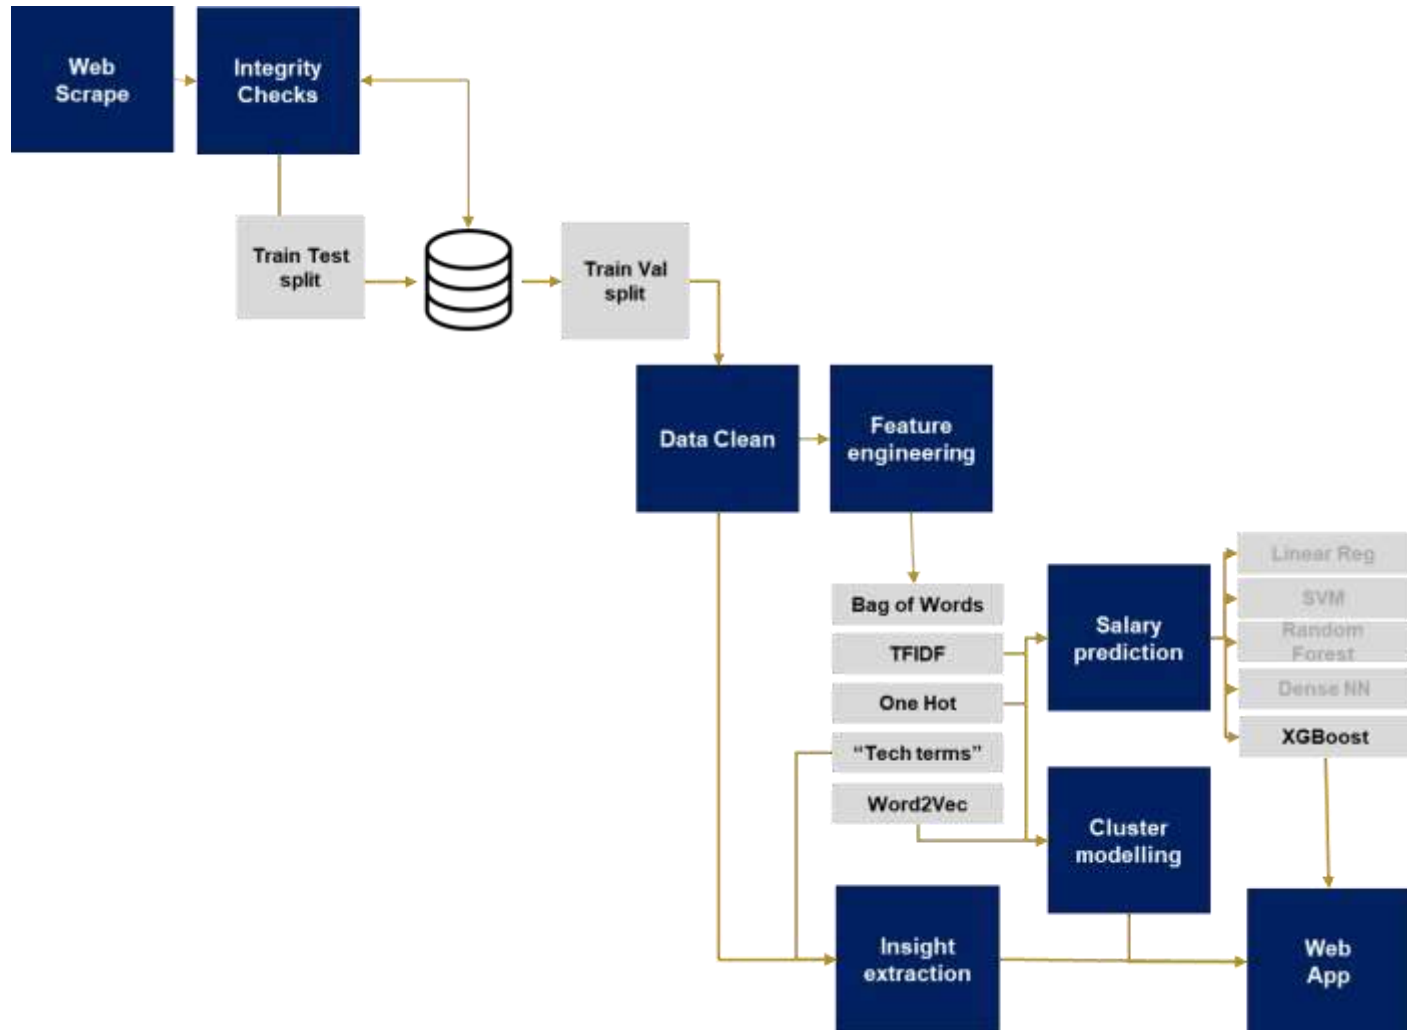 Web
Scrape
Integrity
Checks
Train Test
split
Train Val
split
Data Clean
Feature
engineering
Bag of Words
TFIDF
One Hot
“Tech terms”
Word2Vec
Salary
prediction
Linear Reg
SVM
Random
Forest
Dense NN
XGBoost
Cluster
modelling
Insight
extraction
Web
App